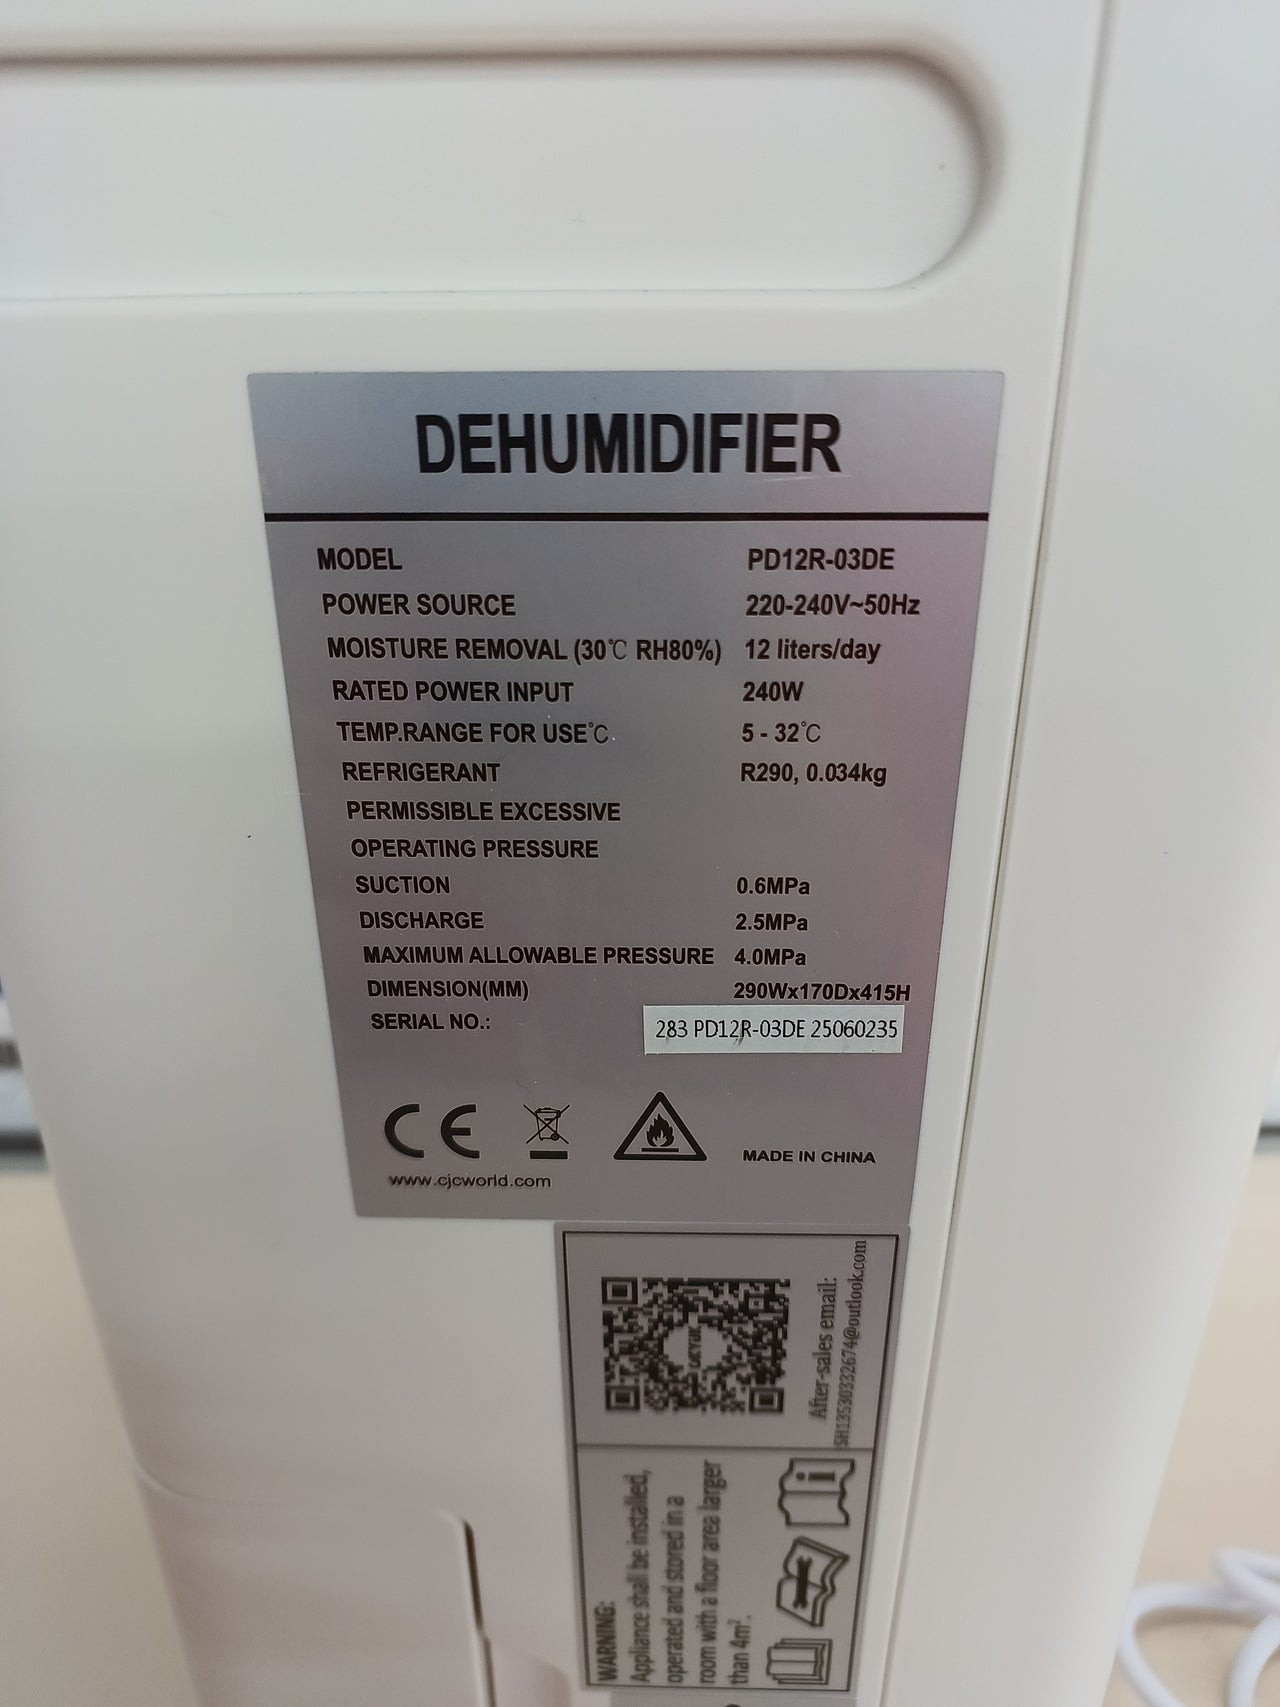 DEHUMIDIFIER
MODEL PD12R-03DE
POWER SOURCE 220-240V~50Hz
MOISTURE REMOVAL (30℃ RH80%) 12 liters/day
RATED POWER INPUT 240W
TEMP.RANGE FOR USE℃ 5 - 32℃
REFRIGERANT R290, 0.034kg
PERMISSIBLE EXCESSIVE
OPERATING PRESSURE
SUCTION 0.6MPa
DISCHARGE 2.5MPa
MAXIMUM ALLOWABLE PRESSURE 4.0MPa
DIMENSION(MM) 290Wx170Dx415H
SERIAL NO.: 283 PD12R-03DE 25060235
CE
MADE IN CHINA
www.cjcworld.com
After-sales email:
SH13530332674@outlook.com
WARNING:
Appliance shall be installed,
operated and stored in a
room with a floor area larger
than 4m².